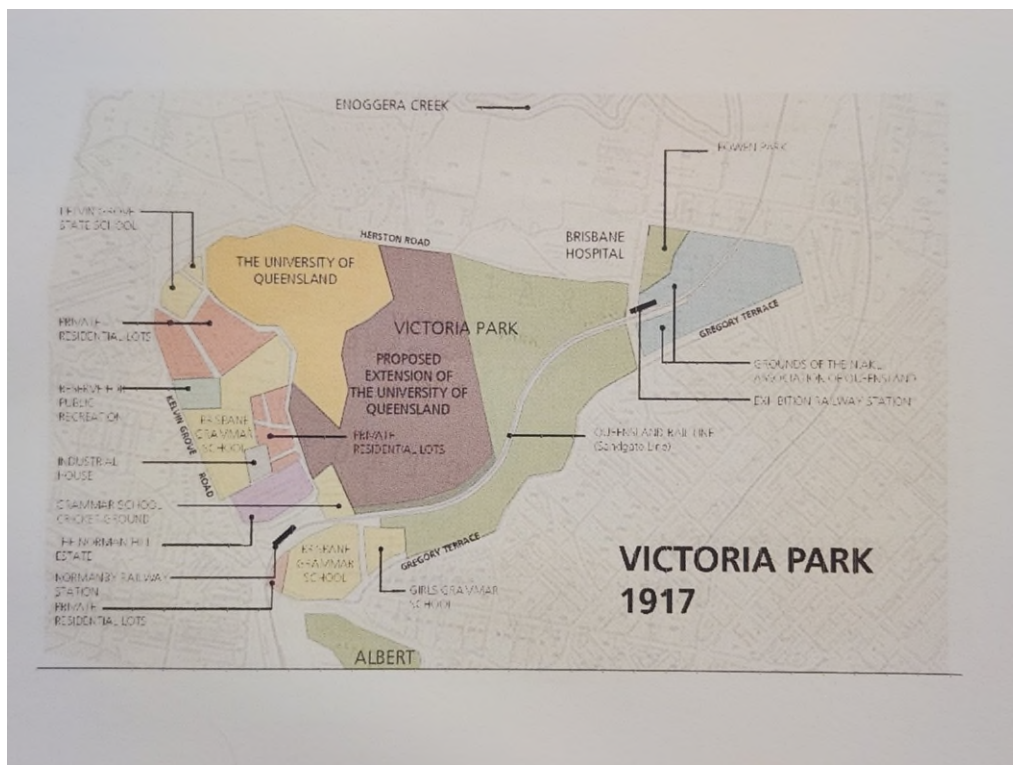 ENOGGERA CREEK
BOWEN PARK
KELVIN GROVE
STATE SCHOOL
HERSTON ROAD
BRISBANE
HOSPITAL
THE UNIVERSITY OF
QUEENSLAND
PRIVATE
RESIDENTIAL LOTS
VICTORIA PARK
GREGORY TERRACE
PROPOSED
EXTENSION OF
THE UNIVERSITY OF
QUEENSLAND
GROUNDS OF THE
ASSOCIATION OF QUEENSLAND
RESERVE FOR
PUBLIC
RECREATION
EXHIBITION RAILWAY STATION
KELVIN GROVE ROAD
BRISBANE
GRAMMAR
SCHOOL
PRIVATE
RESIDENTIAL LOTS
QUEENSLAND RAIL LINE
(Sandgate Line)
INDUSTRIAL
HOUSE
GRAMMAR SCHOOL
CRICKET GROUND
THE NORMAN HILL
ESTATE
BRISBANE
GRAMMAR
SCHOOL
GREGORY TERRACE
NORMANBY RAILWAY
STATION
GIRLS GRAMMAR
SCHOOL
PRIVATE
RESIDENTIAL LOTS
VICTORIA PARK
1917
ALBERT